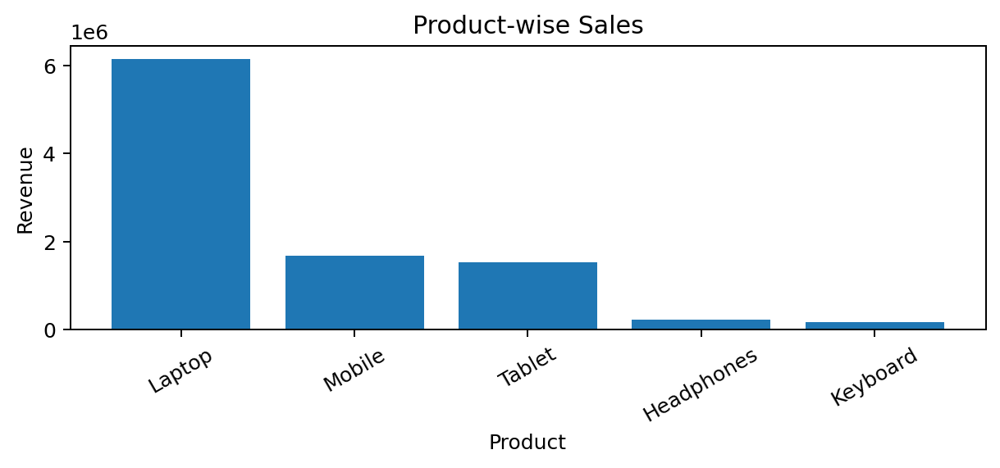 Product-wise Sales
1e6
6
4
2
0
Revenue
Laptop
Mobile
Tablet
Headphones
Keyboard
Product